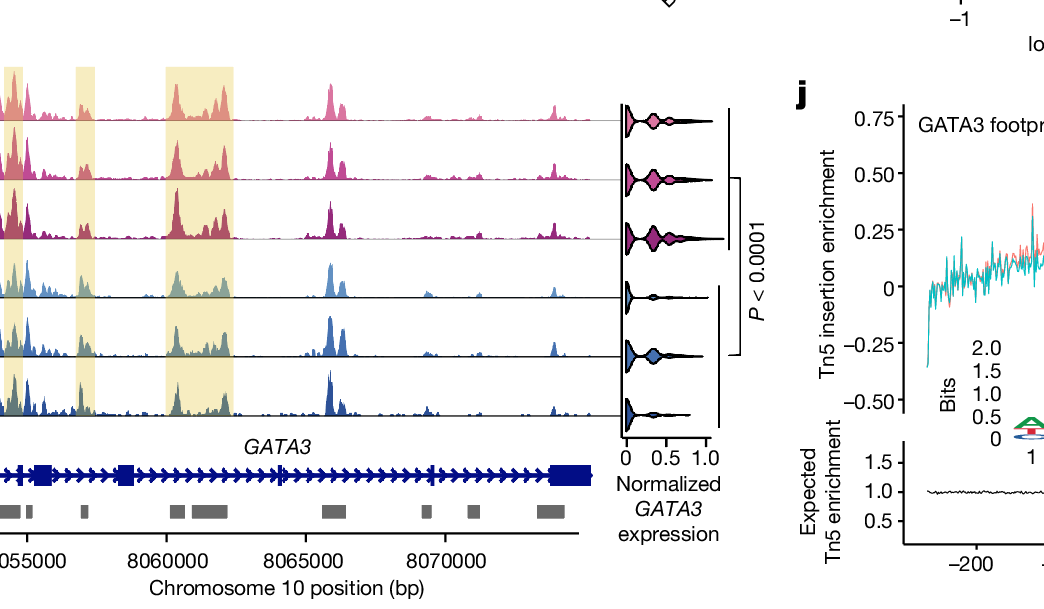 −1
lo
j
0.75
0.50
0.25
0
−0.25
−0.50
Tn5 insertion enrichment
GATA3 footpr
2.0
1.5
1.0
0.5
0
Bits
1
P < 0.0001
GATA3
0 0.5 1.0
Normalized
GATA3
expression
055000 8060000 8065000 8070000
Chromosome 10 position (bp)
Expected
Tn5 enrichment
1.5
1.0
0.5
−200